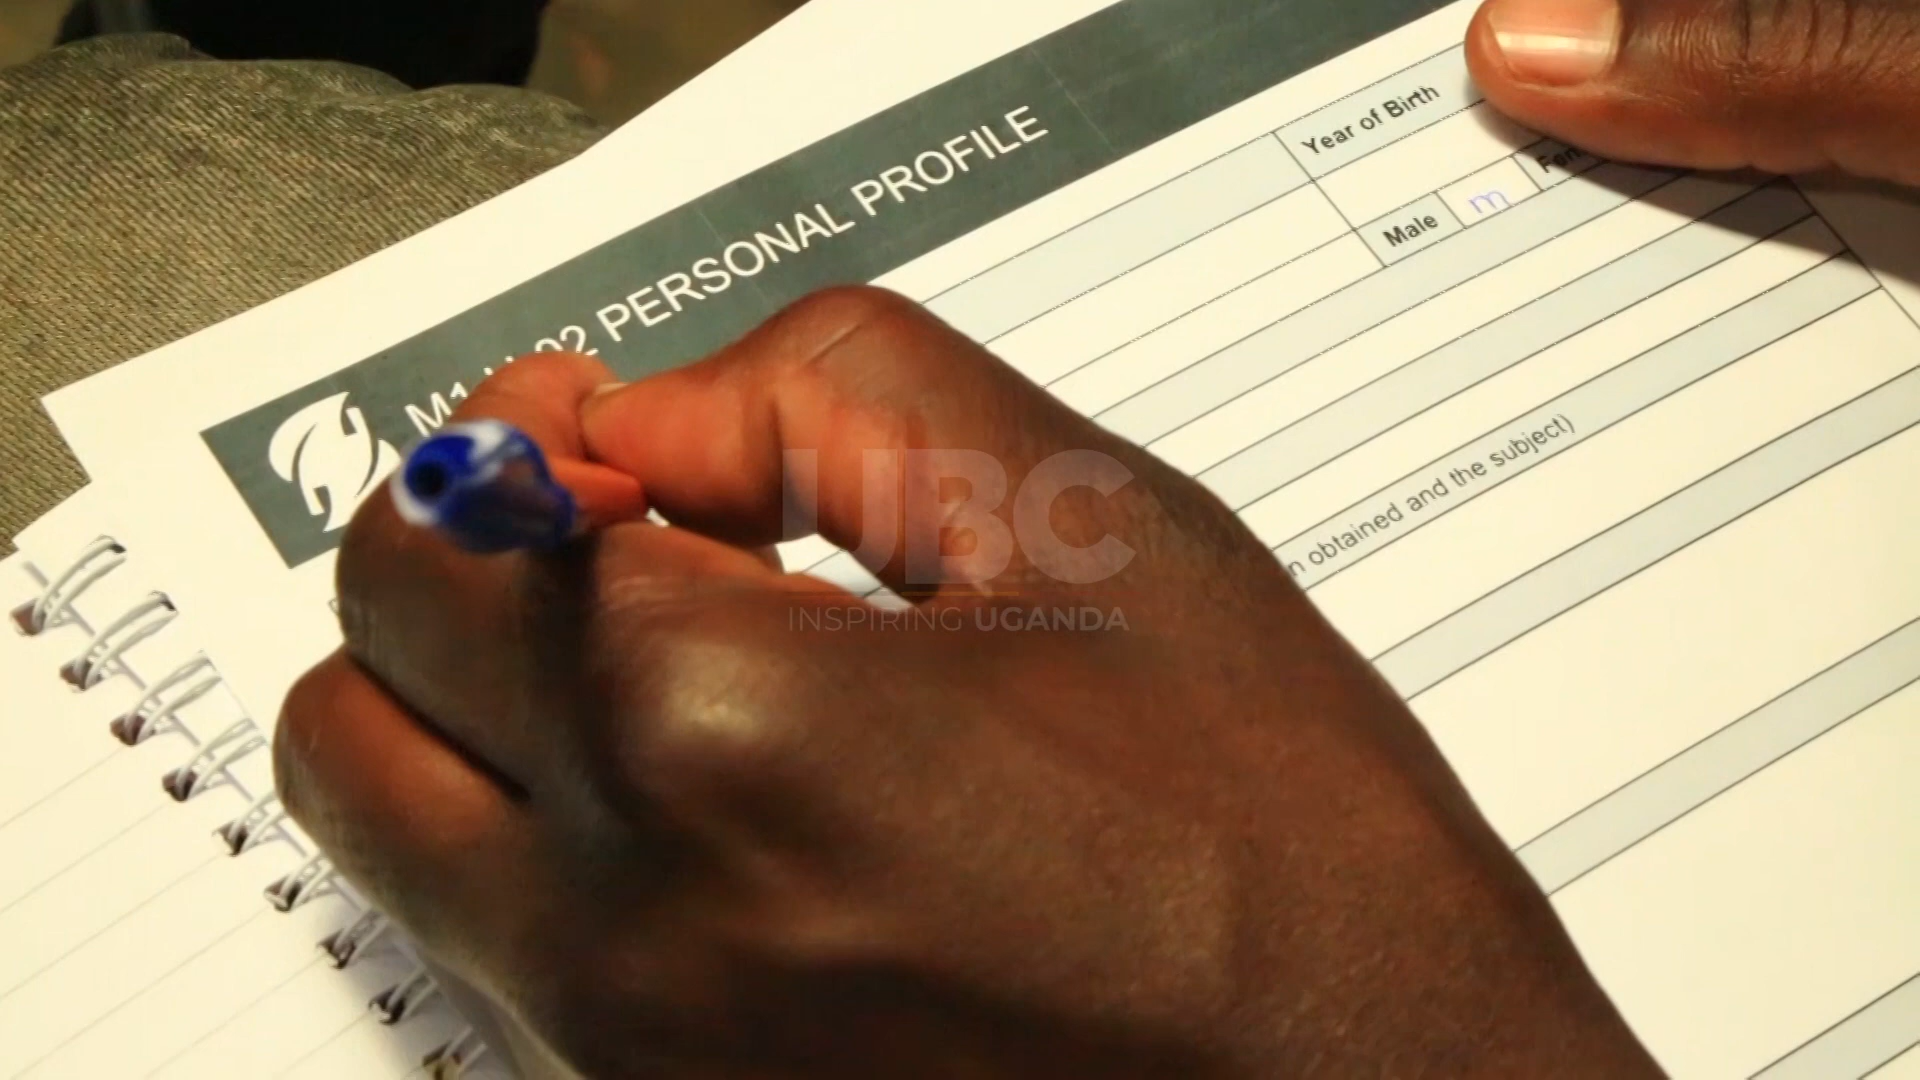 PERSONAL PROFILE
Year of Birth
Male m
obtained and the subject)
UBC
INSPIRING UGANDA